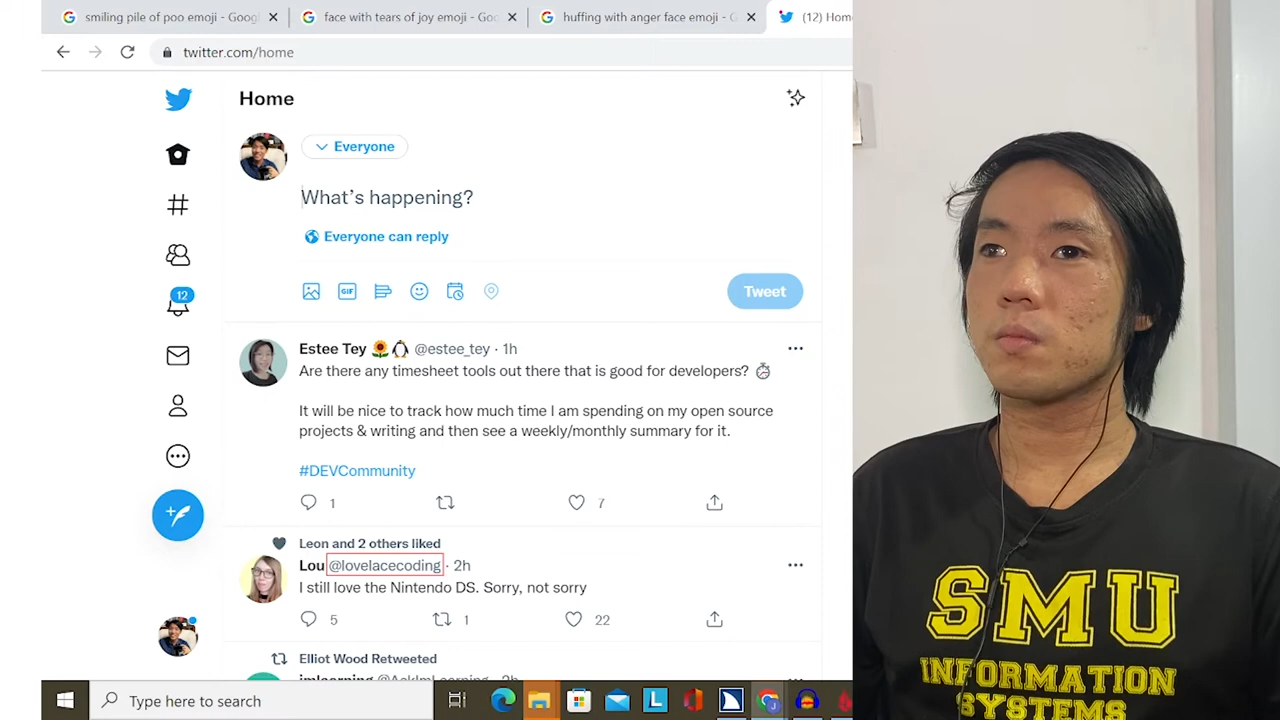 smiling pile of poo emoji - Goog
face with tears of joy emoji - Goo
huffing with anger face emoji - G
(12) Hom
twitter.com/home
Home
Everyone
What's happening?
Everyone can reply
GIF
Tweet
12
Estee Tey @estee_tey · 1h
Are there any timesheet tools out there that is good for developers?
It will be nice to track how much time I am spending on my open source
projects & writing and then see a weekly/monthly summary for it.
#DEVCommunity
1
7
Leon and 2 others liked
Lou @lovelacecoding · 2h
I still love the Nintendo DS. Sorry, not sorry
5
1
22
Elliot Wood Retweeted
imlearning @AskImLearning · 2h
Type here to search
L
SMU
INFORMATION
SYSTEMS